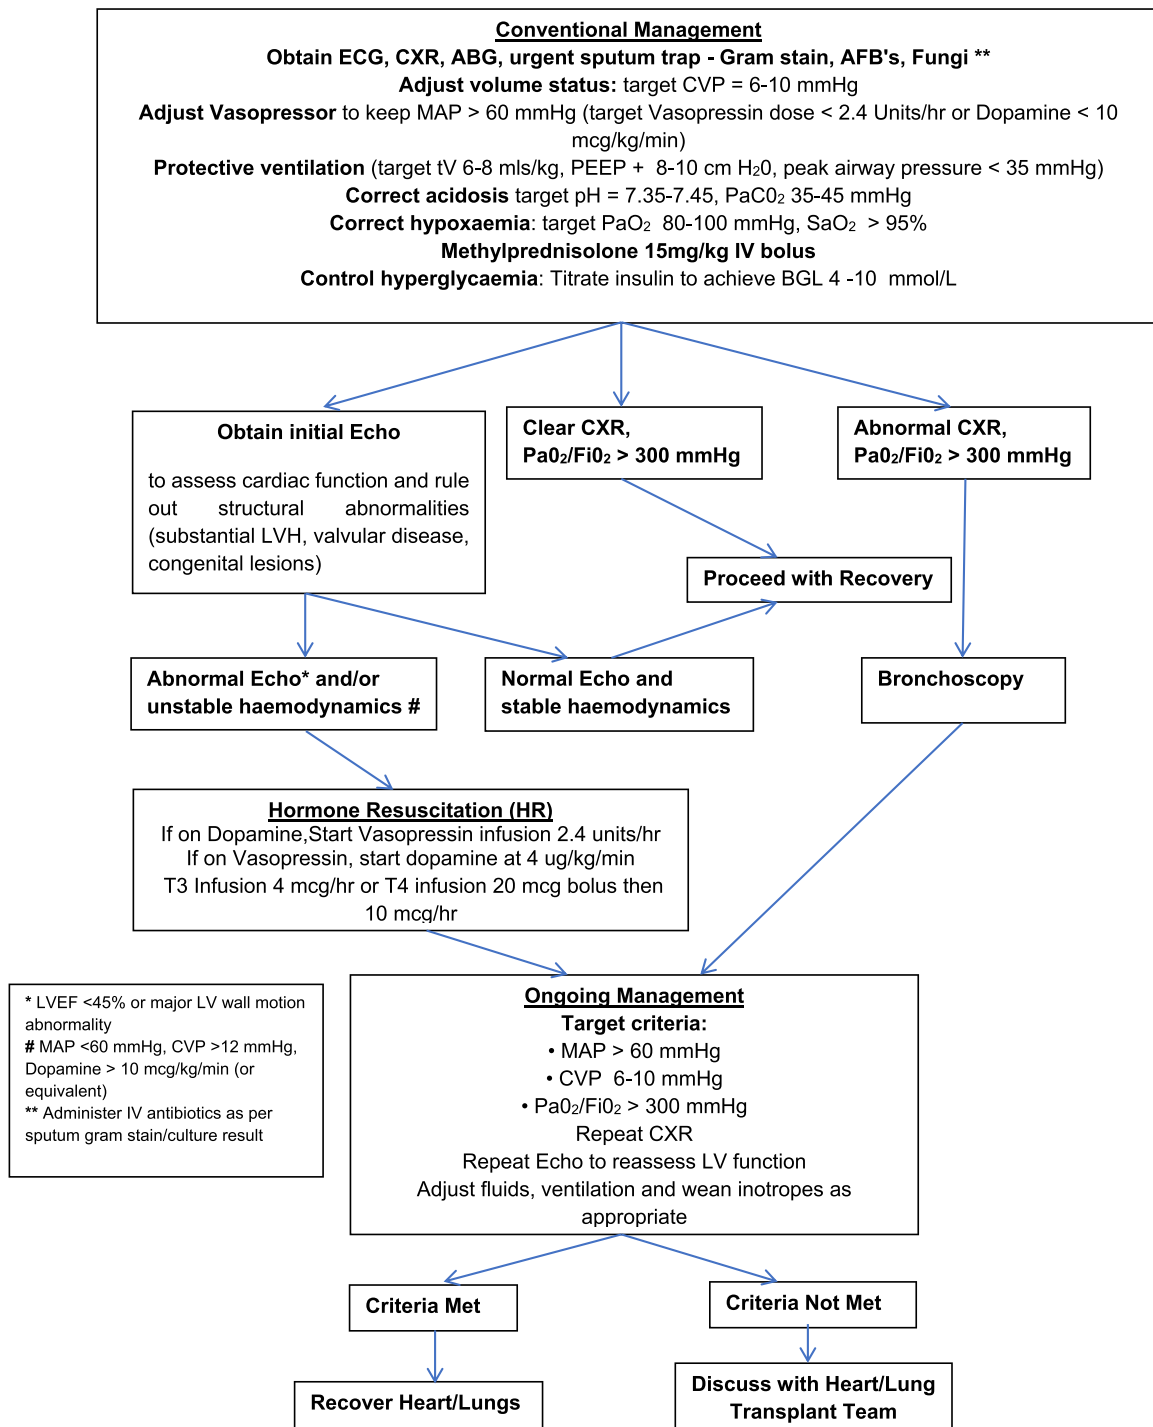 Conventional Management
Obtain ECG, CXR, ABG, urgent sputum trap - Gram stain, AFB's, Fungi **
Adjust volume status: target CVP = 6-10 mmHg
Adjust Vasopressor to keep MAP > 60 mmHg (target Vasopressin dose < 2.4 Units/hr or Dopamine < 10
mcg/kg/min)
Protective ventilation (target tV 6-8 mls/kg, PEEP + 8-10 cm H₂0, peak airway pressure < 35 mmHg)
Correct acidosis target pH = 7.35-7.45, PaC0₂ 35-45 mmHg
Correct hypoxaemia: target PaO₂ 80-100 mmHg, SaO₂ > 95%
Methylprednisolone 15mg/kg IV bolus
Control hyperglycaemia: Titrate insulin to achieve BGL 4 -10 mmol/L
Obtain initial Echo
to assess cardiac function and rule
out structural abnormalities
(substantial LVH, valvular disease,
congenital lesions)
Clear CXR,
Pa0₂/Fi0₂ > 300 mmHg
Abnormal CXR,
Pa0₂/Fi0₂ > 300 mmHg
Proceed with Recovery
Abnormal Echo* and/or
unstable haemodynamics #
Normal Echo and
stable haemodynamics
Bronchoscopy
Hormone Resuscitation (HR)
If on Dopamine,Start Vasopressin infusion 2.4 units/hr
If on Vasopressin, start dopamine at 4 ug/kg/min
T3 Infusion 4 mcg/hr or T4 infusion 20 mcg bolus then
10 mcg/hr
* LVEF <45% or major LV wall motion
abnormality
# MAP <60 mmHg, CVP >12 mmHg,
Dopamine > 10 mcg/kg/min (or
equivalent)
** Administer IV antibiotics as per
sputum gram stain/culture result
Ongoing Management
Target criteria:
• MAP > 60 mmHg
• CVP 6-10 mmHg
• Pa0₂/Fi0₂ > 300 mmHg
Repeat CXR
Repeat Echo to reassess LV function
Adjust fluids, ventilation and wean inotropes as
appropriate
Criteria Met
Criteria Not Met
Recover Heart/Lungs
Discuss with Heart/Lung
Transplant Team